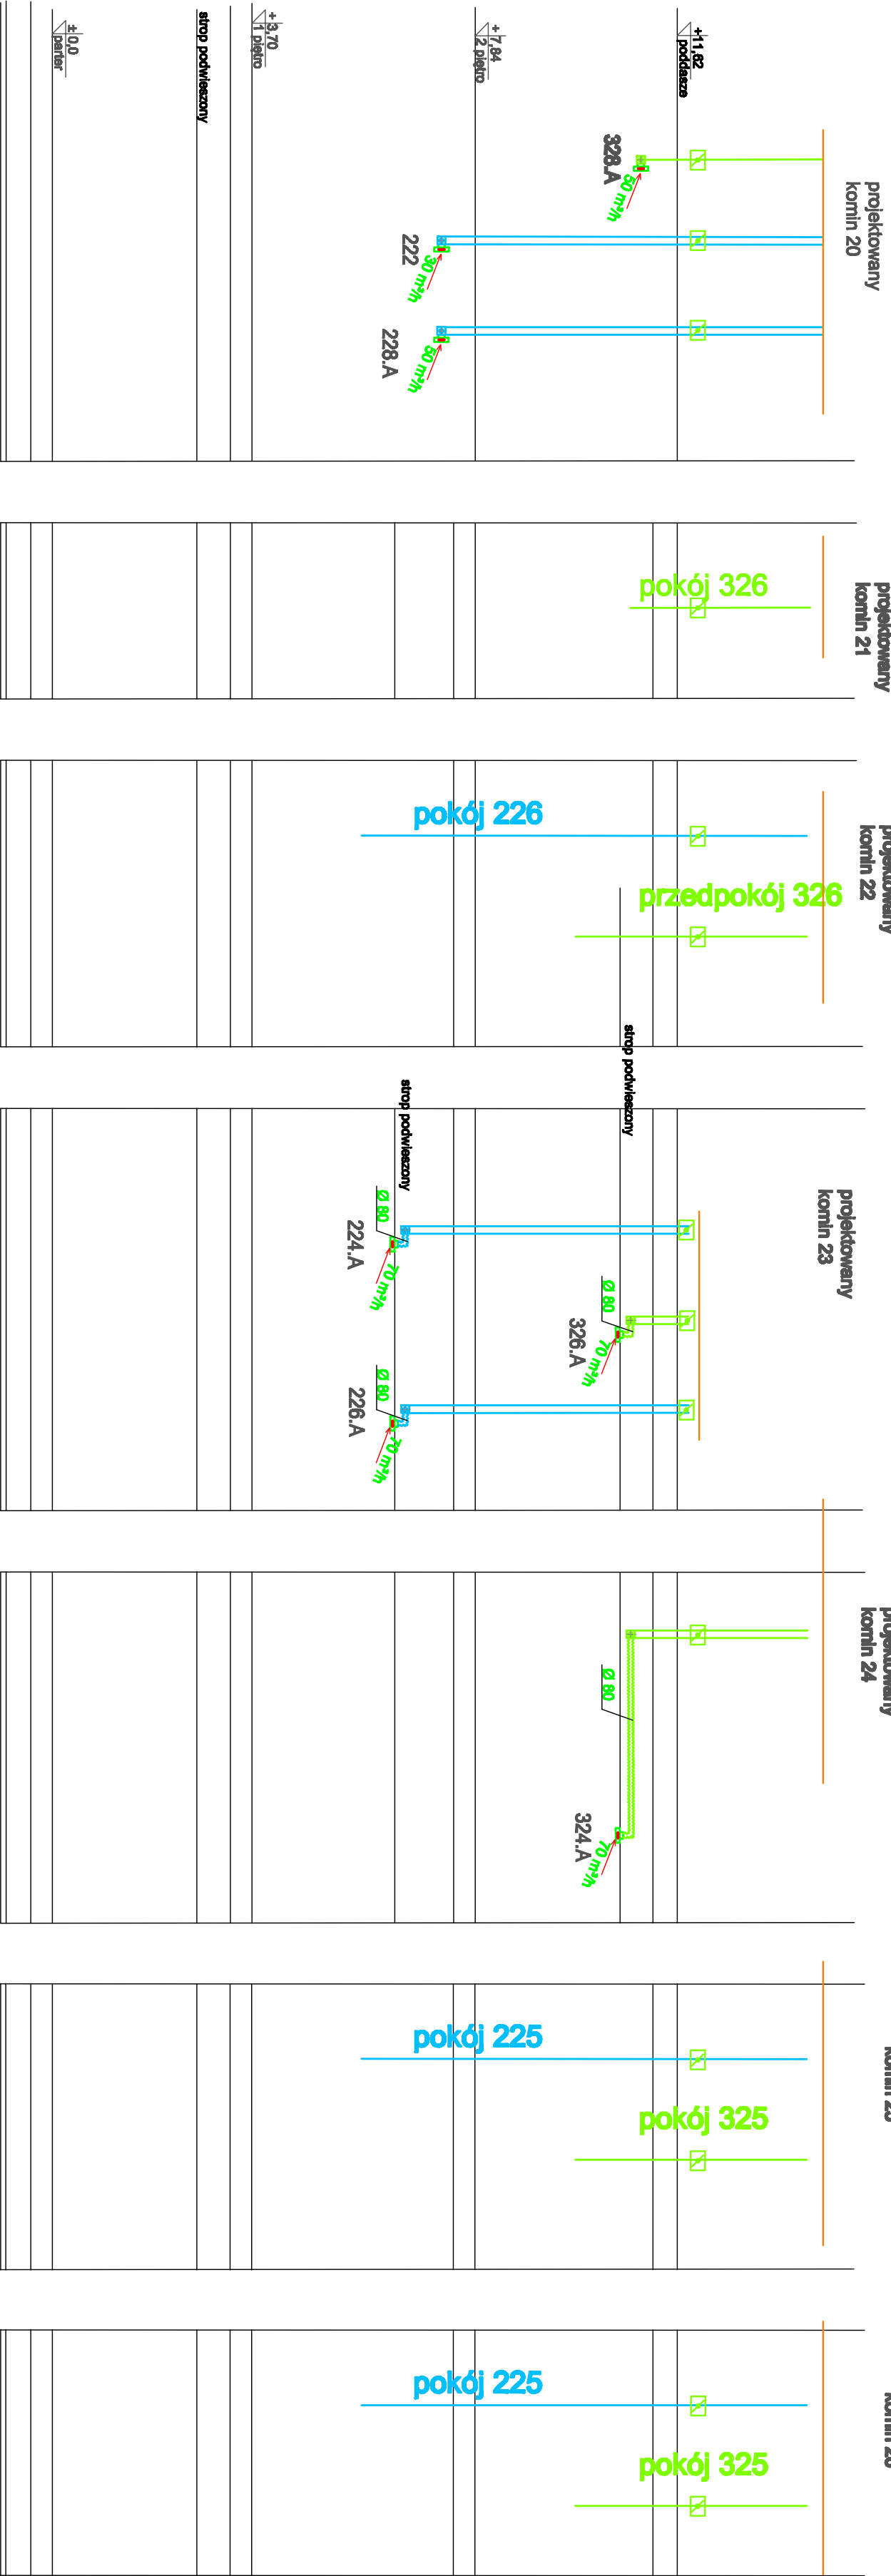 +11,62
poddasze
+ 7,84
2 piętro
+ 3,70
1 piętro
strop podwieszony
± 0,0
parter
projektowany
komin 20
328.A
50 m³/h
222
30 m³/h
228.A
50 m³/h
projektowany
komin 21
pokój 326
projektowany
komin 22
pokój 226
przedpokój 326
strop podwieszony
strop podwieszony
projektowany
komin 23
Ø 80
224.A
70 m³/h
Ø 80
326.A
70 m³/h
Ø 80
226.A
70 m³/h
projektowany
komin 24
Ø 80
324.A
70 m³/h
pokój 225
pokój 325
pokój 225
pokój 325